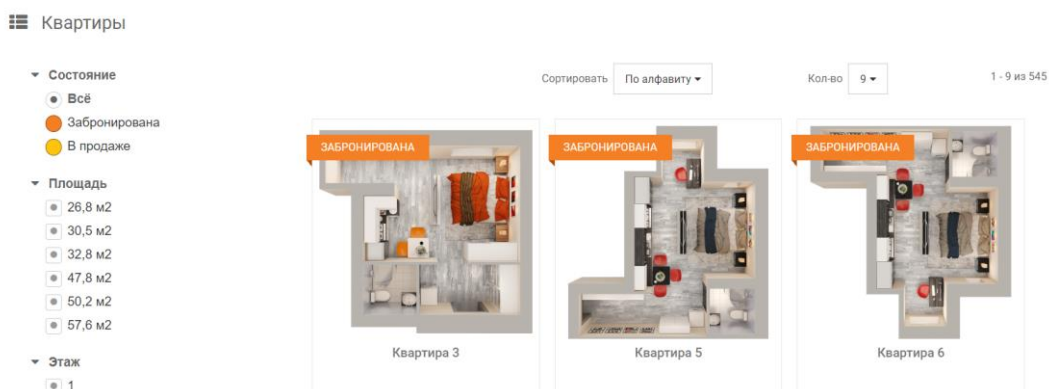 Квартиры
Состояние
Всё
Забронирована
В продаже
Площадь
26,8 м2
30,5 м2
32,8 м2
47,8 м2
50,2 м2
57,6 м2
Этаж
1
Сортировать По алфавиту Кол-во 9 1 - 9 из 545
ЗАБРОНИРОВАНА ЗАБРОНИРОВАНА ЗАБРОНИРОВАНА
Квартира 3 Квартира 5 Квартира 6